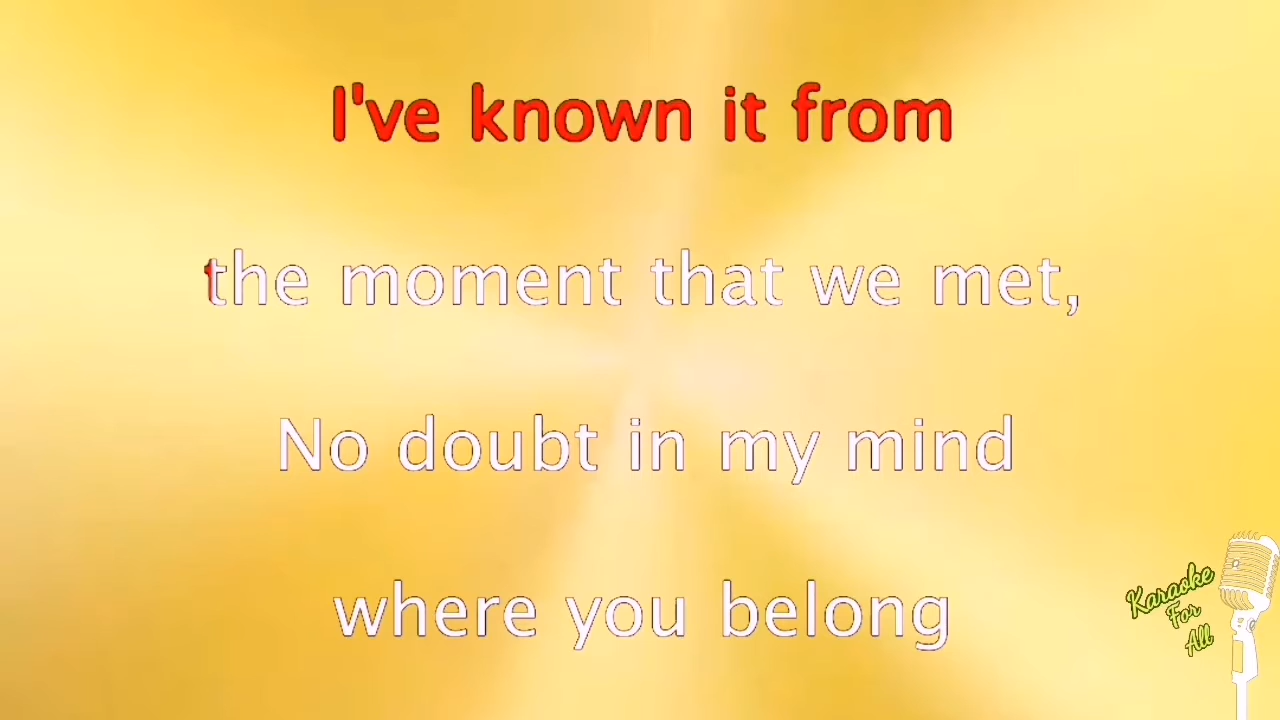 I've known it from
the moment that we met,
No doubt in my mind
where you belong
Karaoke
For
All